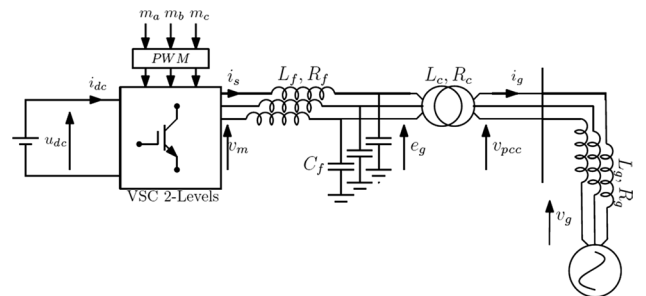 m_a m_b m_c
PWM
i_dc
i_s
L_f, R_f
L_c, R_c
i_g
u_dc
v_m
C_f
e_g
v_pcc
L_g, R_g
v_g
VSC 2-Levels